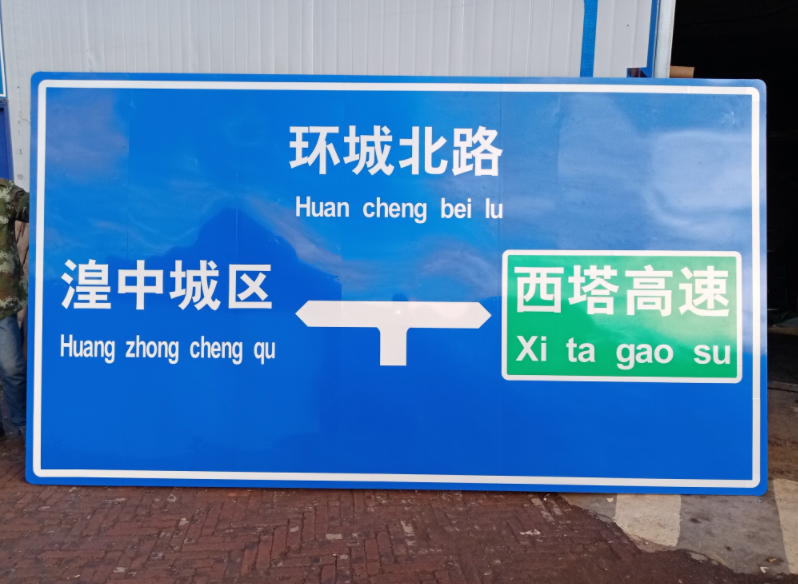 环城北路
Huan cheng bei lu
湟中城区
Huang zhong cheng qu
西塔高速
Xi ta gao su